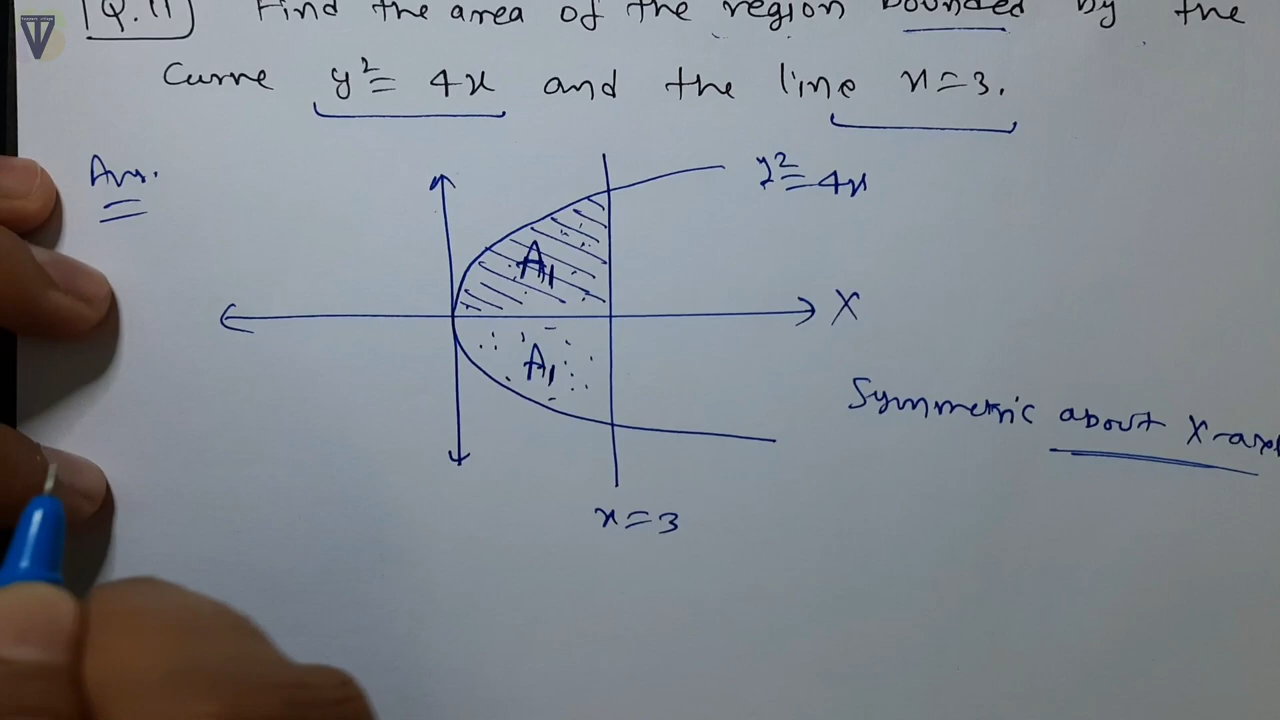 Q.11 Find the area of the region bounded by the
Curve y²= 4x and the line x=3.
Ans.
y²=4x
A₁
X
A₁
Symmetric about X-axis
x=3